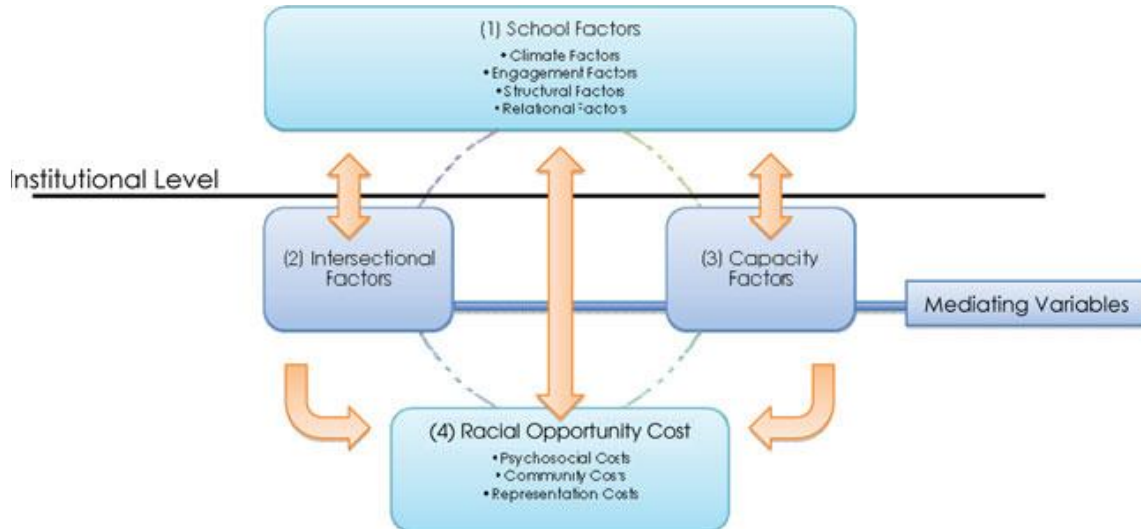 (1) School Factors
• Climate Factors
• Engagement Factors
• Structural Factors
• Relational Factors
Institutional Level
(2) Intersectional
Factors
(3) Capacity
Factors
Mediating Variables
(4) Racial Opportunity Cost
• Psychosocial Costs
• Community Costs
• Representation Costs